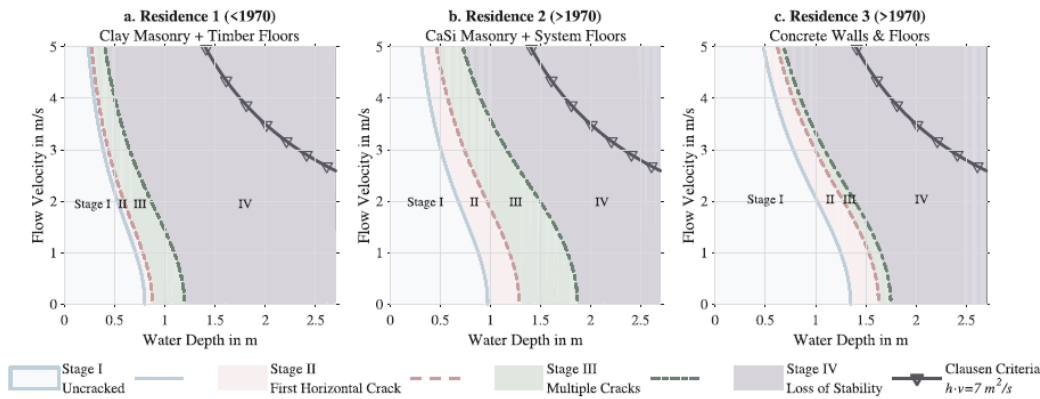 a. Residence 1 (<1970)
Clay Masonry + Timber Floors
b. Residence 2 (>1970)
CaSi Masonry + System Floors
c. Residence 3 (>1970)
Concrete Walls & Floors
Flow Velocity in m/s
5
4
3
2
1
0
Stage I
II
III
IV
0
0.5
1
1.5
2
2.5
Water Depth in m
Flow Velocity in m/s
5
4
3
2
1
0
Stage I
II
III
IV
0
0.5
1
1.5
2
2.5
Water Depth in m
Flow Velocity in m/s
5
4
3
2
1
0
Stage I
II
III
IV
0
0.5
1
1.5
2
2.5
Water Depth in m
Stage I
Uncracked
Stage II
First Horizontal Crack
Stage III
Multiple Cracks
Stage IV
Loss of Stability
Clausen Criteria
h·v=7 m²/s